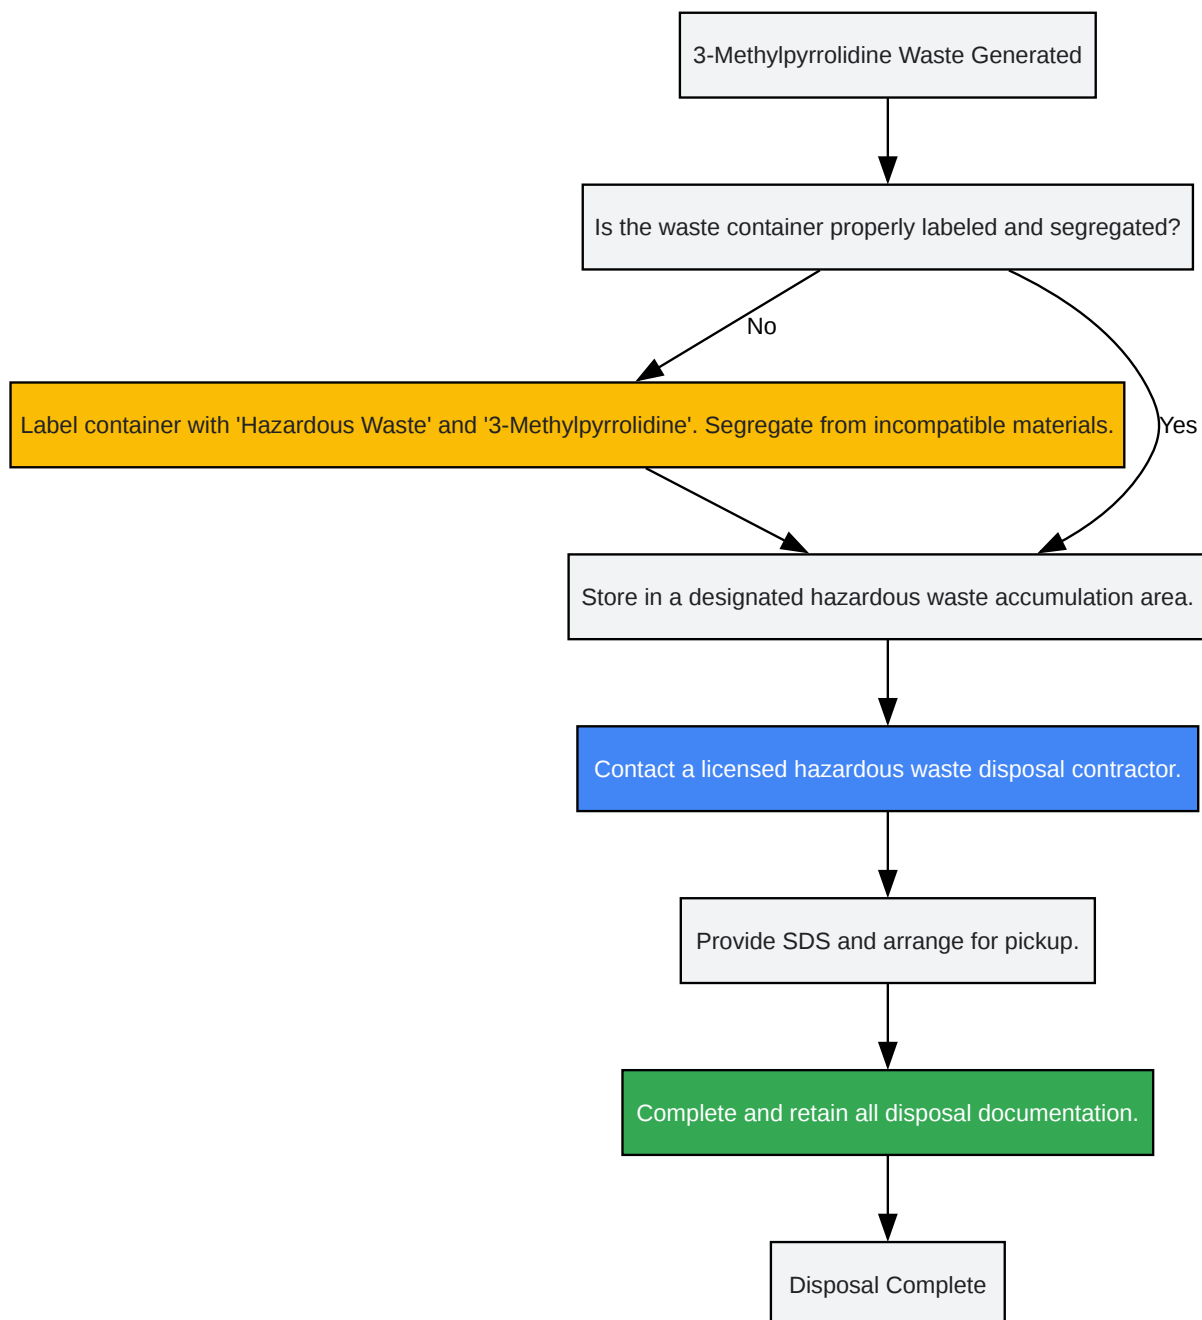 3-Methylpyrrolidine Waste Generated
Is the waste container properly labeled and segregated?
No
Label container with 'Hazardous Waste' and '3-Methylpyrrolidine'. Segregate from incompatible materials.
Yes
Store in a designated hazardous waste accumulation area.
Contact a licensed hazardous waste disposal contractor.
Provide SDS and arrange for pickup.
Complete and retain all disposal documentation.
Disposal Complete